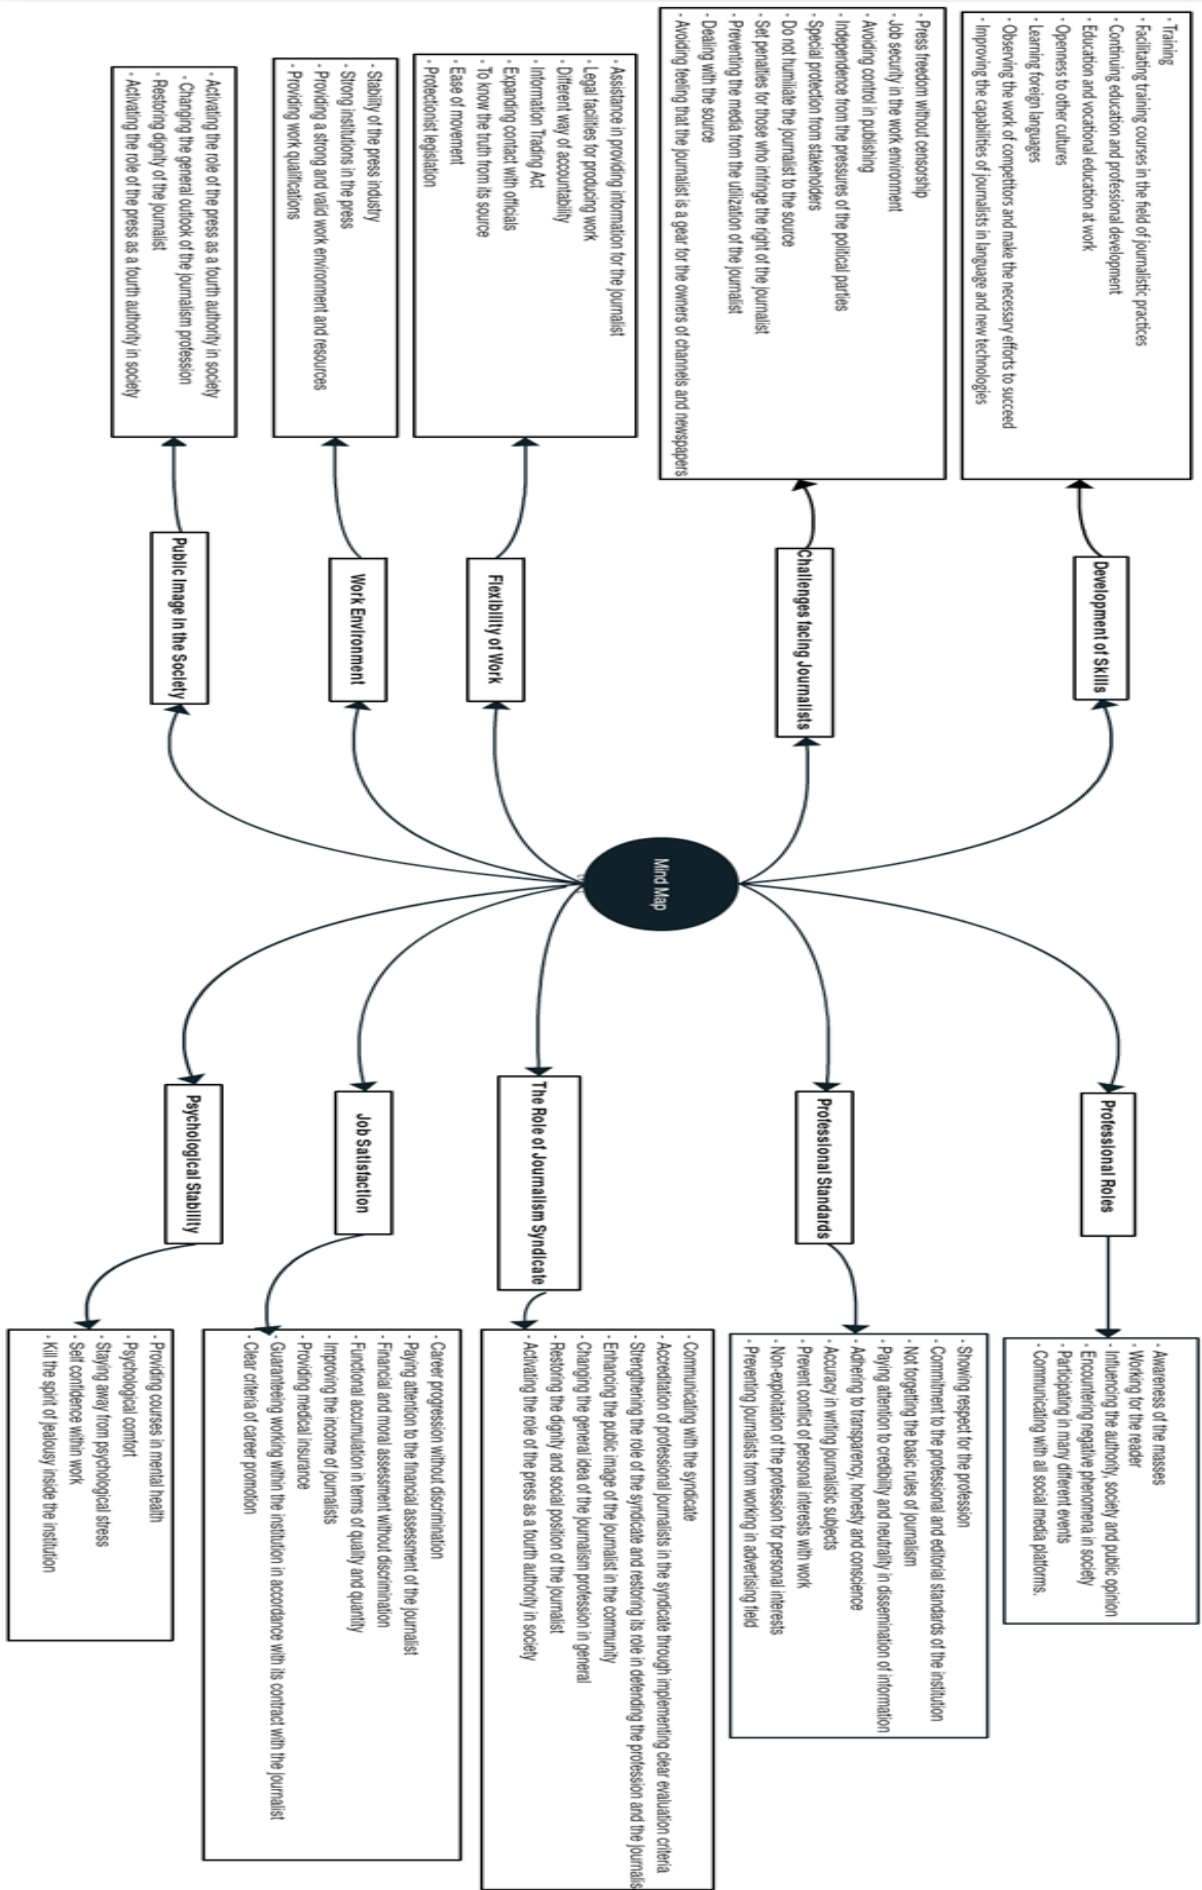 Training
Facilitating training courses in the field of journalistic practices
Continuing education and professional development
Education and vocational education at work
Openness to other cultures
Learning foreign languages
Observing the work of competitors and make the necessary efforts to succeed
Improving the capabilities of journalists in language and new technologies
Development of Skills
Press freedom without censorship
Job security in the work environment
Avoiding control in publishing
Independence from the pressures of the political parties
Special protection from stakeholders
Do not humiliate the journalist to the source
Set penalties for those who infringe the right of the journalist
Preventing the media from the utilization of the journalist
Dealing with the source
Avoiding feeling that the journalist is a gear for the owners of channels and newspapers
Challenges facing Journalists
Assistance in providing information for the journalist
Legal facilities for producing work
Different way of accountability
Information Trading Act
Expanding contact with officials
To know the truth from its source
Ease of movement
Protectionist legislation
Flexibility of Work
Stability of the press industry
Strong institutions in the press
Providing a strong and valid work environment and resources
Providing work qualifications
Work Environment
Activating the role of the press as a fourth authority in society
Changing the general outlook of the journalism profession
Restoring dignity of the journalist
Activating the role of the press as a fourth authority in society
Public Image in the Society
Mind Map
Professional Roles
Awareness of the masses
Working for the reader
Influencing the authority, society and public opinion
Encountering negative phenomena in society
Participating in many different events
Communicating with all social media platforms.
Professional Standards
Showing respect for the profession
Commitment to the professional and editorial standards of the institution
Not forgetting the basic rules of journalism
Paying attention to credibility and neutrality in dissemination of information
Adhering to transparency, honesty and conscience
Accuracy in writing journalistic subjects
Prevent conflict of personal interests with work
Non-exploitation of the profession for personal interests
Preventing journalists from working in advertising field
The Role of Journalism Syndicate
Communicating with the syndicate
Accreditation of professional journalists in the syndicate through implementing clear evaluation criteria
Strengthening the role of the syndicate and restoring its role in defending the profession and the journalis
Enhancing the public image of the journalist in the community
Changing the general idea of the journalism profession in general
Restoring the dignity and social position of the journalist
Activating the role of the press as a fourth authority in society
Job Satisfaction
Career progression without discrimination
Paying attention to the financial assessment of the journalist
Financial and moral assessment without discrimination
Functional accumulation in terms of quality and quantity
Improving the income of journalists
Providing medical insurance
Guaranteeing working within the institution in accordance with its contract with the journalist
Clear criteria of career promotion
Psychological Stability
Providing courses in mental health
Psychological comfort
Staying away from psychological stress
Self confidence within work
Kill the spirit of jealousy inside the institution